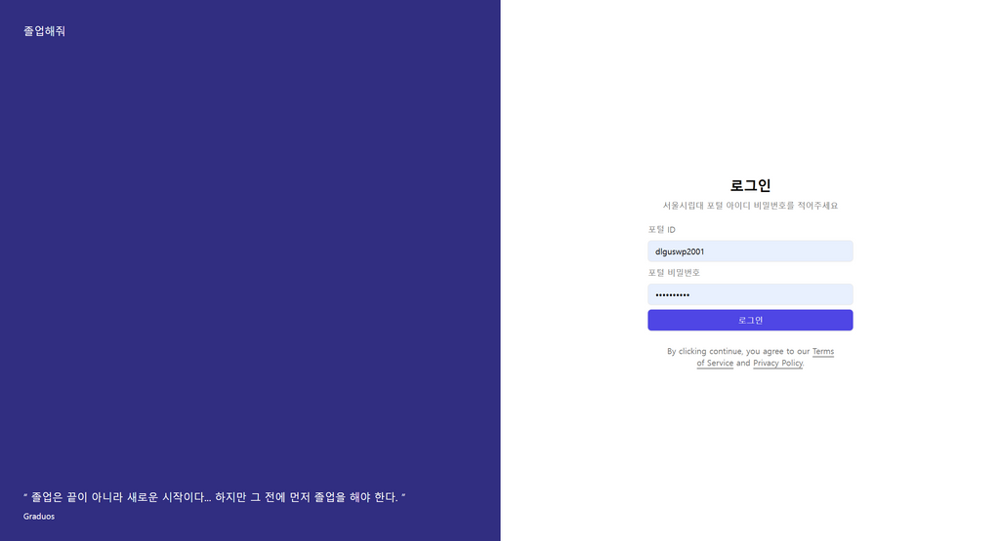 졸업해줘
“ 졸업은 끝이 아니라 새로운 시작이다... 하지만 그 전에 먼저 졸업을 해야 한다. ”
Graduos
로그인
서울시립대 포털 아이디 비밀번호를 적어주세요
포털 ID
dlguswp2001
포털 비밀번호
••••••••••
로그인
By clicking continue, you agree to our Terms
of Service and Privacy Policy.